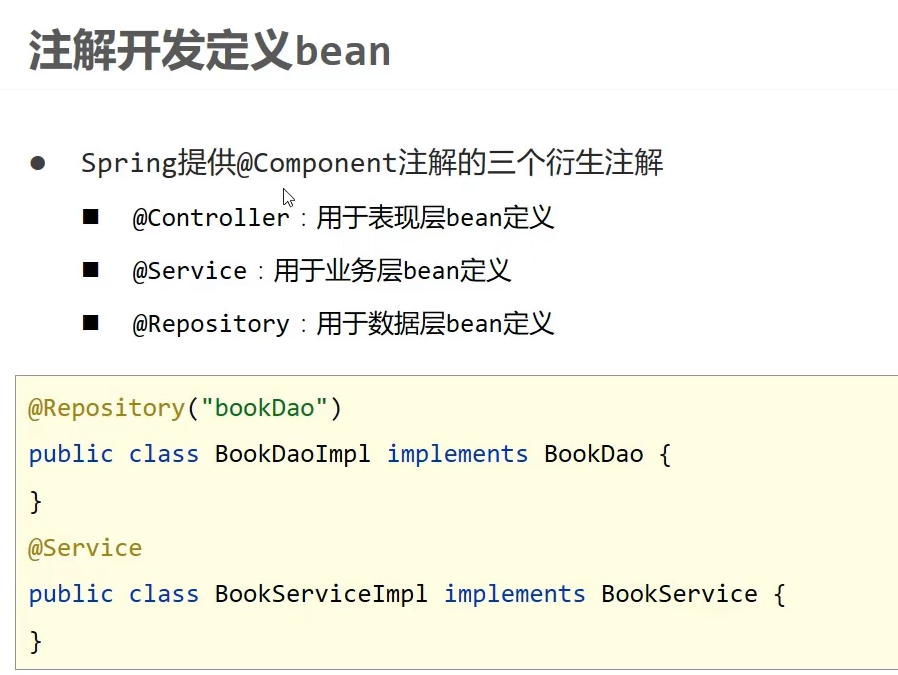 注解开发定义bean
Spring提供@Component注解的三个衍生注解
@Controller：用于表现层bean定义
@Service：用于业务层bean定义
@Repository：用于数据层bean定义
@Repository("bookDao")
public class BookDaoImpl implements BookDao {
}
@Service
public class BookServiceImpl implements BookService {
}